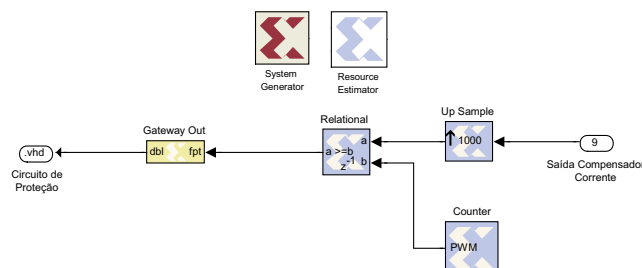 System
Generator
Resource
Estimator
Gateway Out
dbl fpt
.vhd
Circuito de
Proteção
Relational
a
a >=b
z-1 b
Up Sample
1000
9
Saída Compensador
Corrente
Counter
PWM